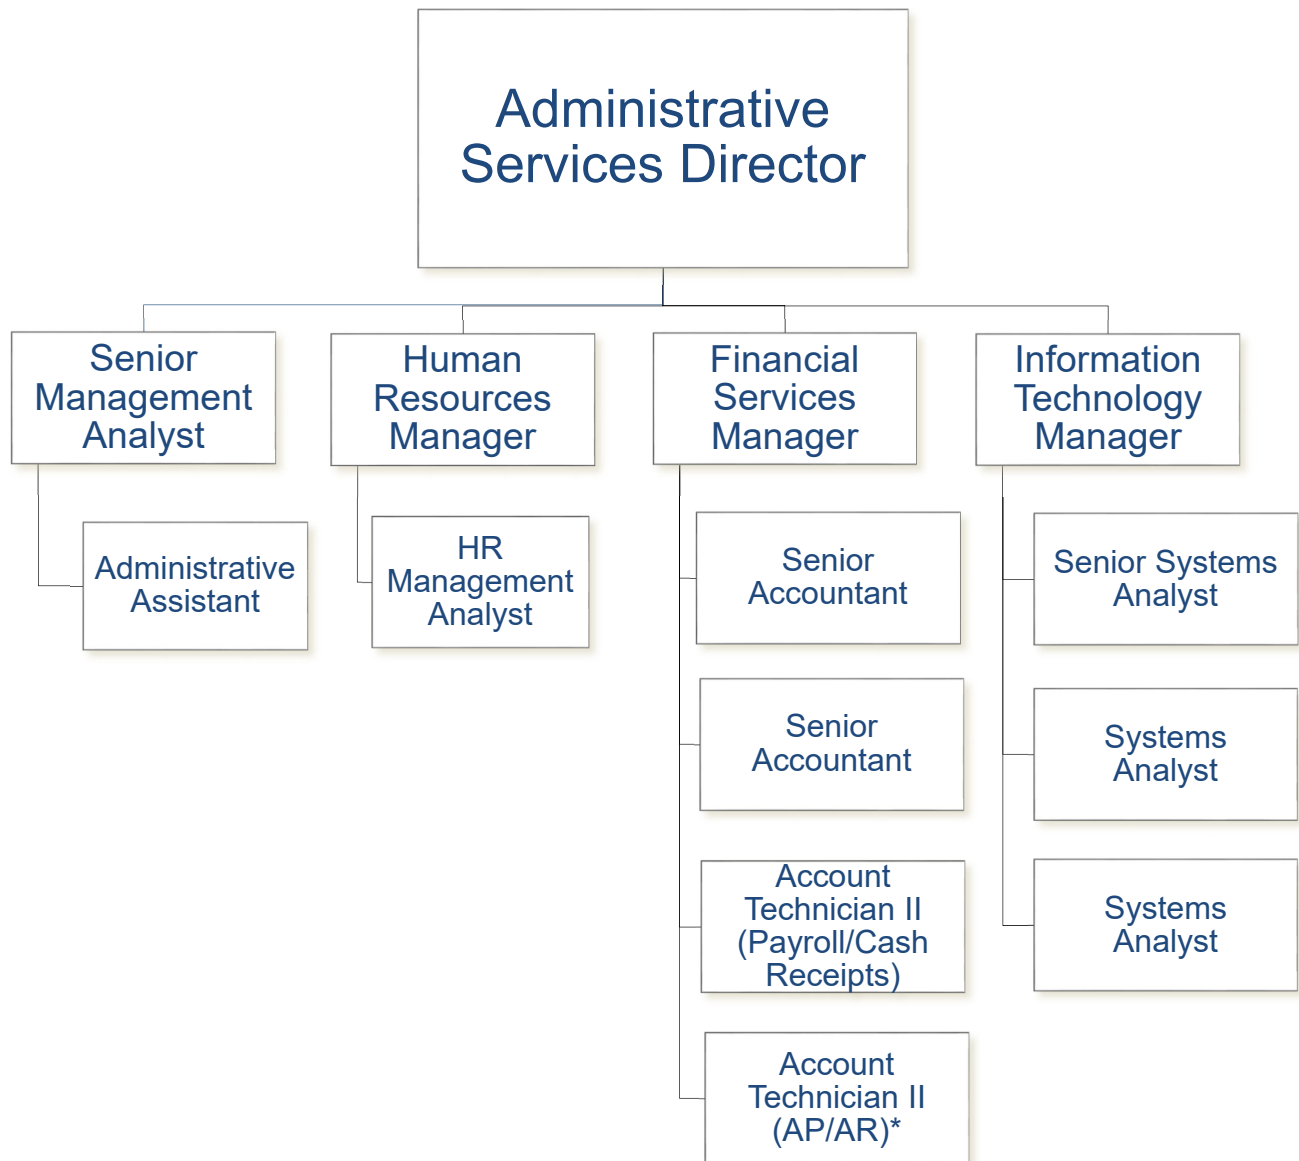 Administrative
Services Director
Senior
Management
Analyst
Human
Resources
Manager
Financial
Services
Manager
Information
Technology
Manager
Administrative
Assistant
HR
Management
Analyst
Senior
Accountant
Senior Systems
Analyst
Senior
Accountant
Systems
Analyst
Account
Technician II
(Payroll/Cash
Receipts)
Systems
Analyst
Account
Technician II
(AP/AR)*